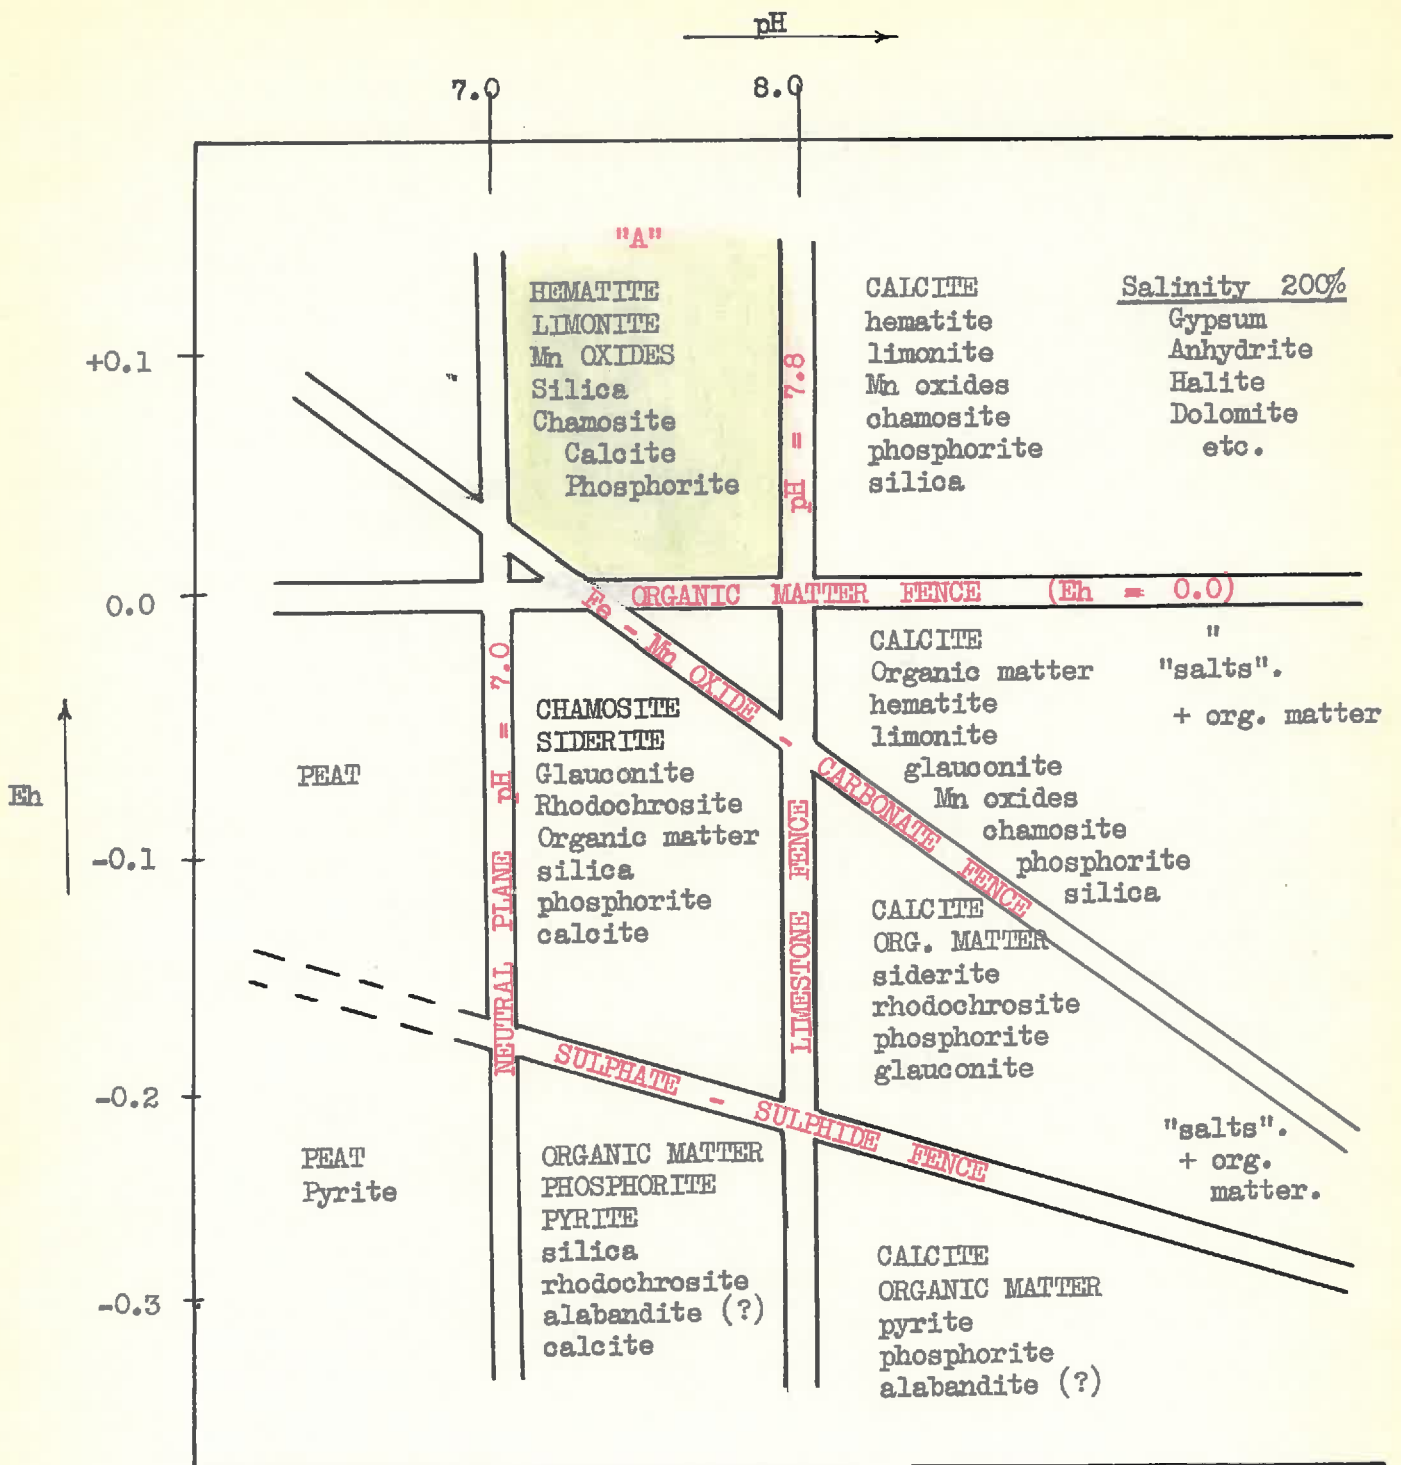 pH
7.0
8.0
"A"
HEMATITE
LIMONITE
Mn OXIDES
Silica
Chamosite
Calcite
Phosphorite
CALCITE
hematite
limonite
Mn oxides
chamosite
phosphorite
silica
Salinity 200%
Gypsum
Anhydrite
Halite
Dolomite
etc.
+0.1
0.0
-0.1
-0.2
-0.3
Eh
pH = 7.8
LIMESTONE FENCE
ORGANIC MATTER FENCE (Eh = 0.0)
Fe - Mn OXIDE - CARBONATE FENCE
NEUTRAL PLANE pH = 7.0
PEAT
CHAMOSITE
SIDERITE
Glauconite
Rhodochrosite
Organic matter
silica
phosphorite
calcite
CALCITE
Organic matter
hematite
limonite
glauconite
Mn oxides
chamosite
phosphorite
silica
"
"salts".
+ org. matter
CALCITE
ORG. MATTER
siderite
rhodochrosite
phosphorite
glauconite
SULPHATE - SULPHIDE FENCE
"salts".
+ org.
matter.
PEAT
Pyrite
ORGANIC MATTER
PHOSPHORITE
PYRITE
silica
rhodochrosite
alabandite (?)
calcite
CALCITE
ORGANIC MATTER
pyrite
phosphorite
alabandite (?)